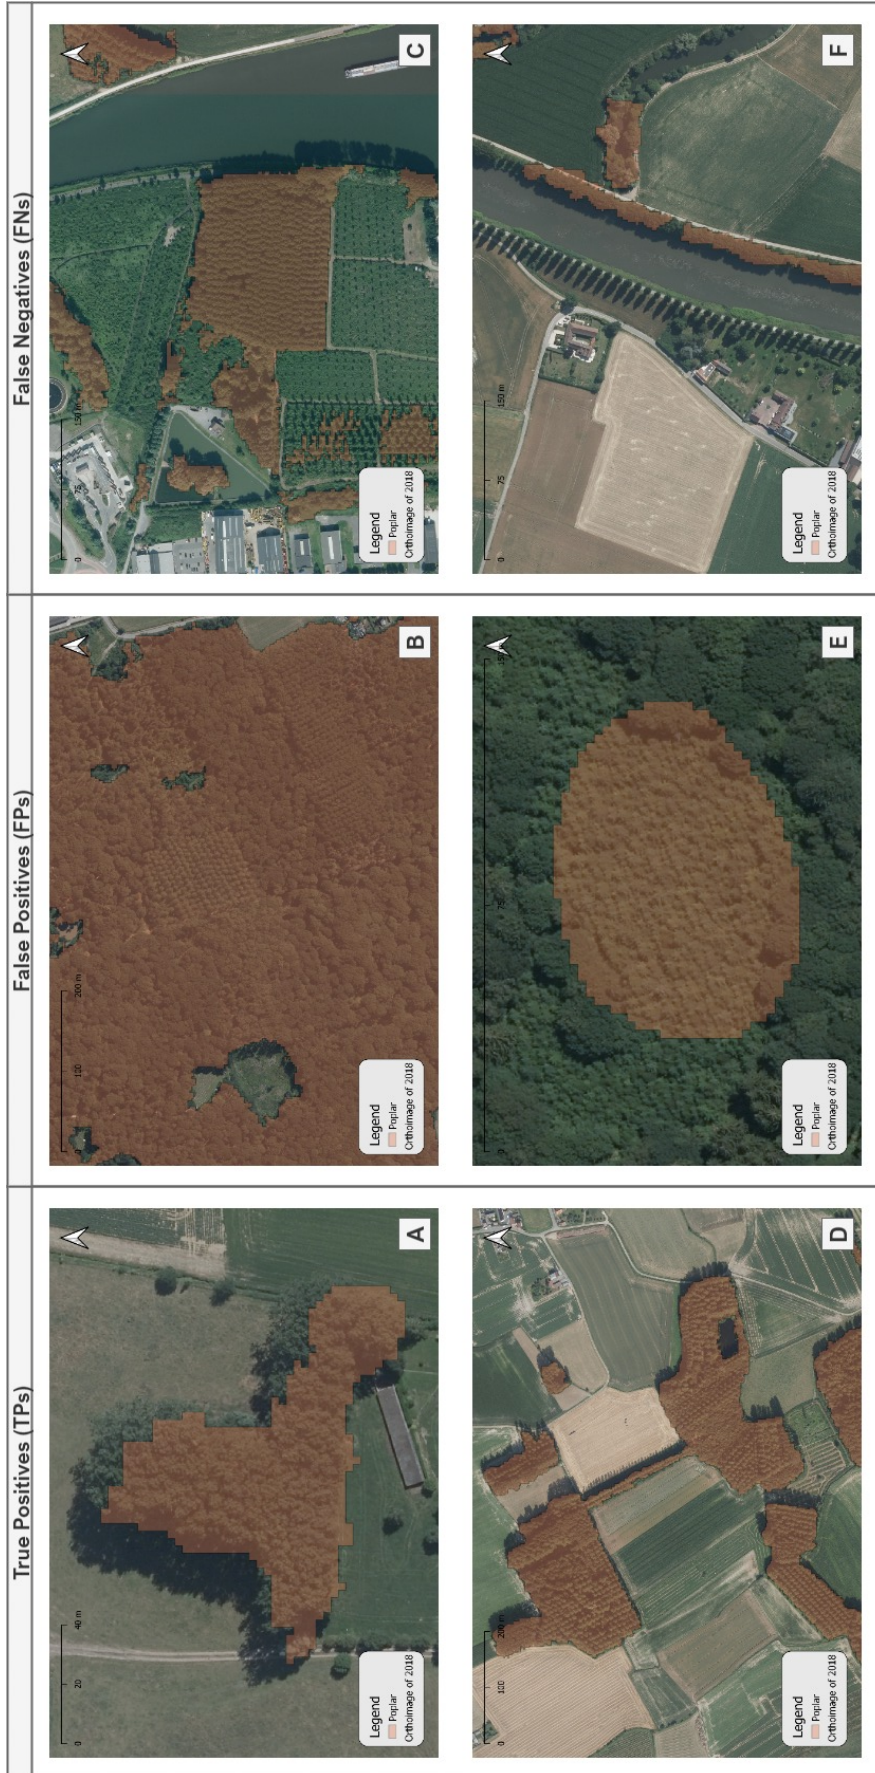 True Positives (TPs)
False Positives (FPs)
False Negatives (FNs)
0 20 40 m
Legend
Poplar
Orthoimage of 2018
A
0 100 200 m
Legend
Poplar
Orthoimage of 2018
B
0 75 150 m
Legend
Poplar
Orthoimage of 2018
C
0 100 200 m
Legend
Poplar
Orthoimage of 2018
D
0 75
Legend
Poplar
Orthoimage of 2018
E
0 75 150 m
Legend
Poplar
Orthoimage of 2018
F